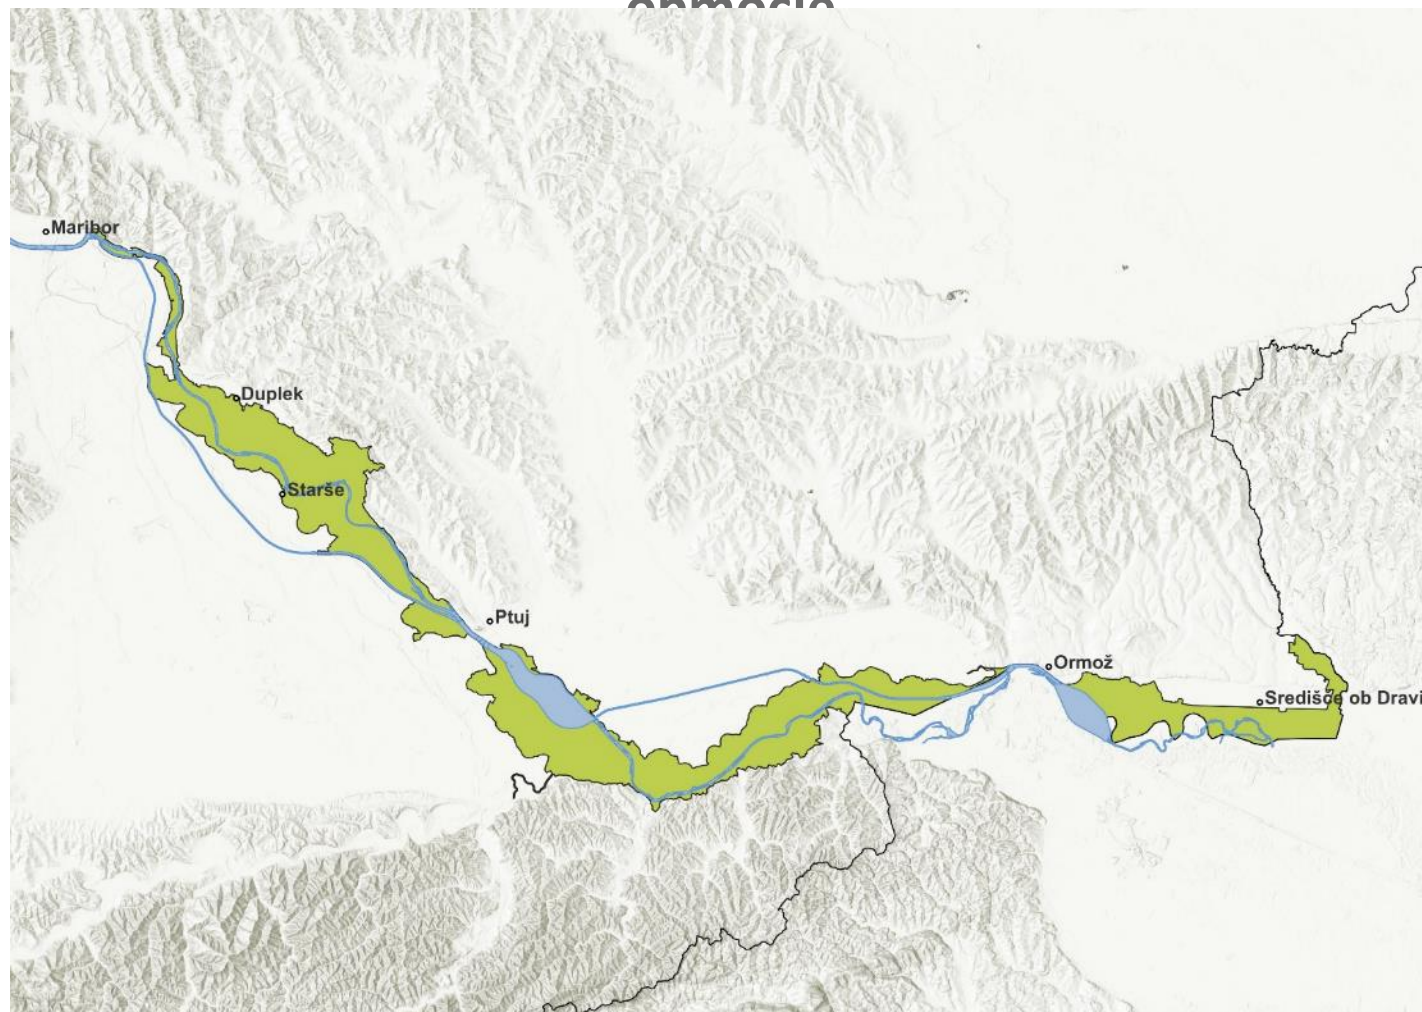 Maribor
Duplek
Starše
Ptuj
Ormož
Središče ob Dravi